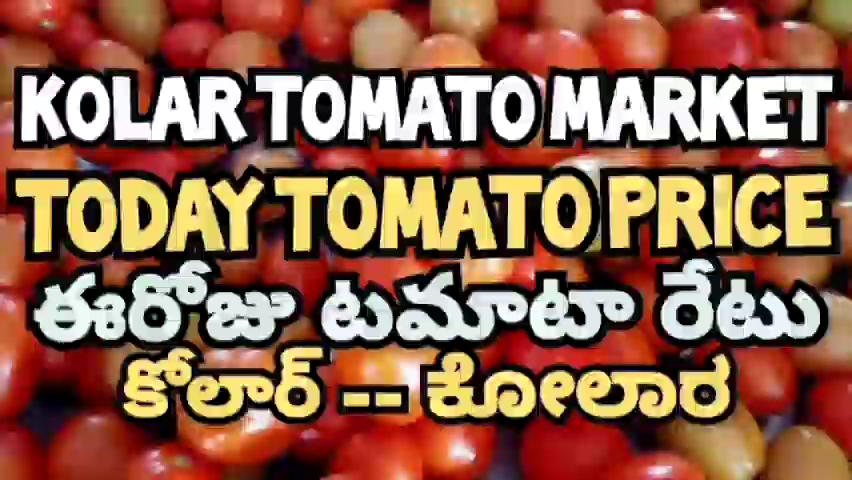 KOLAR TOMATO MARKET
TODAY TOMATO PRICE
ఈరోజు టమాటా రేటు
కోలార్ -- ಕೋಲಾರ